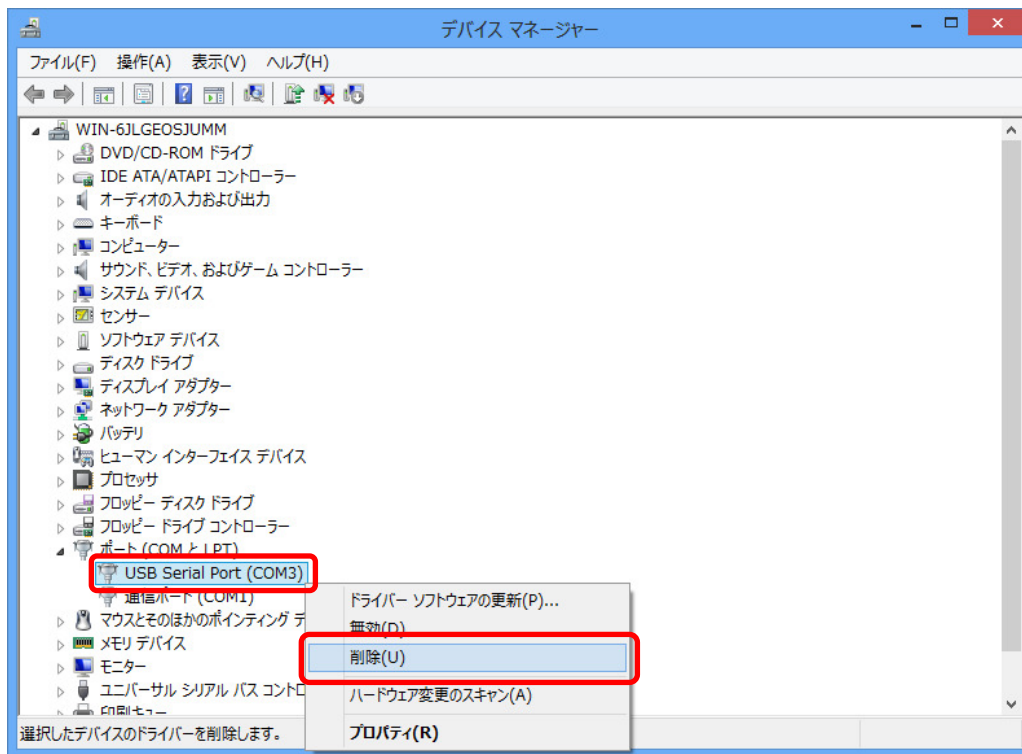 デバイス マネージャー
ファイル(F) 操作(A) 表示(V) ヘルプ(H)
WIN-6JLGEOSJUMM
DVD/CD-ROM ドライブ
IDE ATA/ATAPI コントローラー
オーディオの入力および出力
キーボード
コンピューター
サウンド、ビデオ、およびゲーム コントローラー
システム デバイス
センサー
ソフトウェア デバイス
ディスク ドライブ
ディスプレイ アダプター
ネットワーク アダプター
バッテリ
ヒューマン インターフェイス デバイス
プロセッサ
フロッピー ディスク ドライブ
フロッピー ドライブ コントローラー
ポート (COM と LPT)
USB Serial Port (COM3)
通信ポート (COM1)
マウスとそのほかのポインティング デ
メモリ デバイス
モニター
ユニバーサル シリアル バス コントロ
印刷キュー
ドライバー ソフトウェアの更新(P)...
無効(D)
削除(U)
ハードウェア変更のスキャン(A)
プロパティ(R)
選択したデバイスのドライバーを削除します。